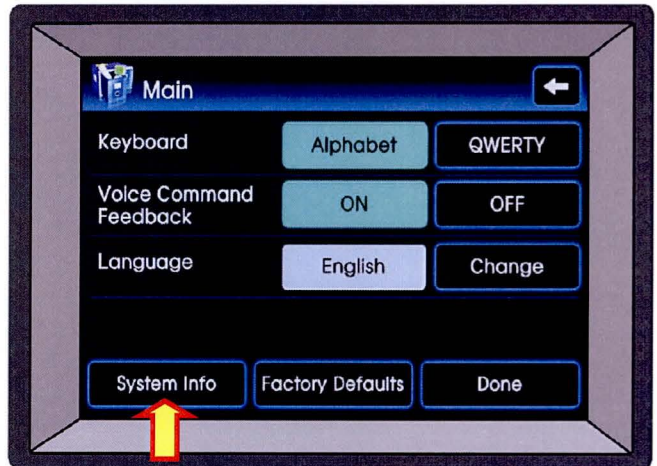 Main
Keyboard Alphabet QWERTY
Voice Command
Feedback ON OFF
Language English Change
System Info Factory Defaults Done